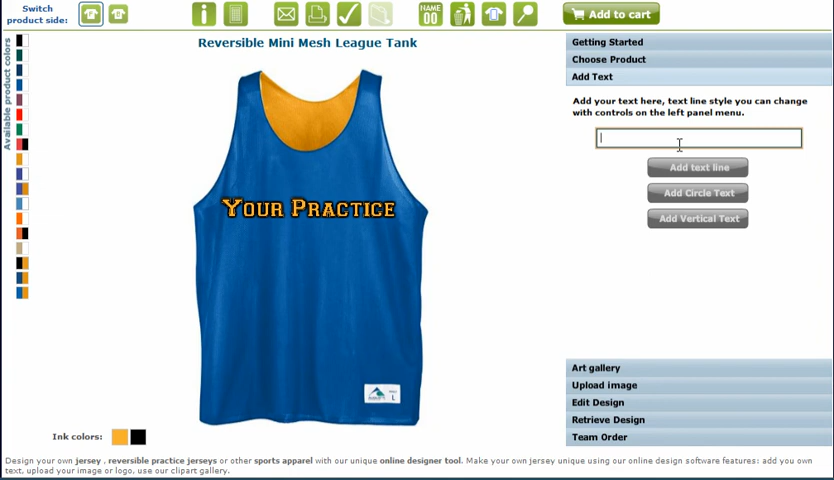 Switch
product side:
NAME
00
Add to cart
Available product colors
Reversible Mini Mesh League Tank
Getting Started
Choose Product
Add Text
Add your text here, text line style you can change
with controls on the left panel menu.
Add text line
Add Circle Text
Add Vertical Text
YOUR PRACTICE
L
Art gallery
Upload image
Edit Design
Retrieve Design
Team Order
Ink colors:
Design your own jersey , reversible practice jerseys or other sports apparel with our unique online designer tool. Make your own jersey unique using our online design software features: add you own
text, upload your image or logo, use our clipart gallery.